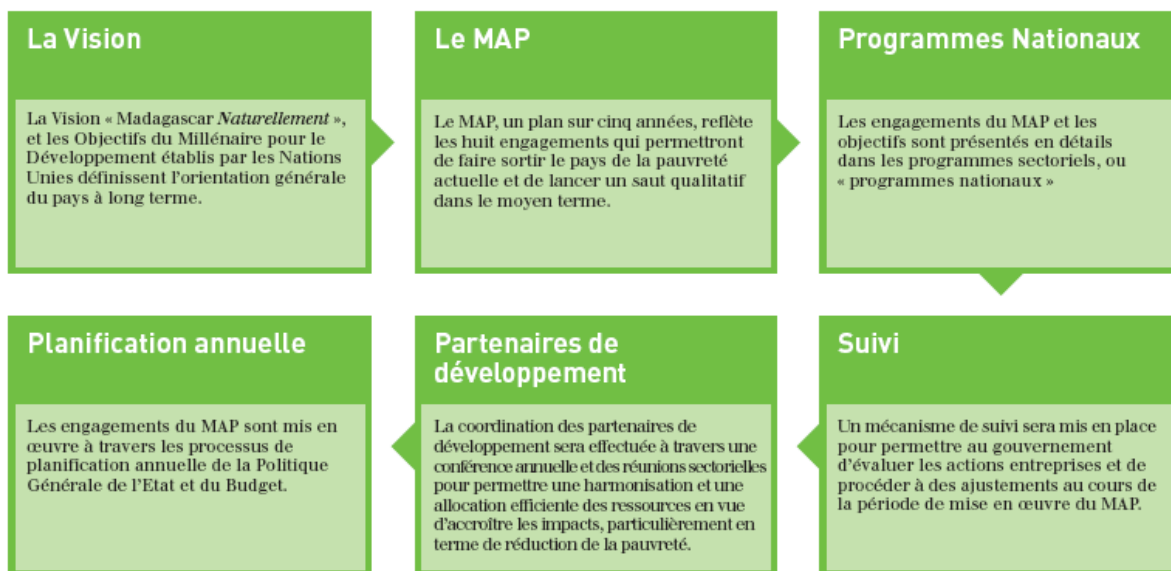 La Vision
La Vision « Madagascar Naturellement »,
et les Objectifs du Millénaire pour le
Développement établis par les Nations
Unies définissent l'orientation générale
du pays à long terme.
Le MAP
Le MAP, un plan sur cinq années, reflète
les huit engagements qui permettront
de faire sortir le pays de la pauvreté
actuelle et de lancer un saut qualitatif
dans le moyen terme.
Programmes Nationaux
Les engagements du MAP et les
objectifs sont présentés en détails
dans les programmes sectoriels, ou
« programmes nationaux »
Suivi
Un mécanisme de suivi sera mis en place
pour permettre au gouvernement
d'évaluer les actions entreprises et de
procéder à des ajustements au cours de
la période de mise en œuvre du MAP.
Partenaires de
développement
La coordination des partenaires de
développement sera effectuée à travers une
conférence annuelle et des réunions sectorielles
pour permettre une harmonisation et une
allocation efficiente des ressources en vue
d'accroître les impacts, particulièrement en
terme de réduction de la pauvreté.
Planification annuelle
Les engagements du MAP sont mis en
œuvre à travers les processus de
planification annuelle de la Politique
Générale de l'Etat et du Budget.